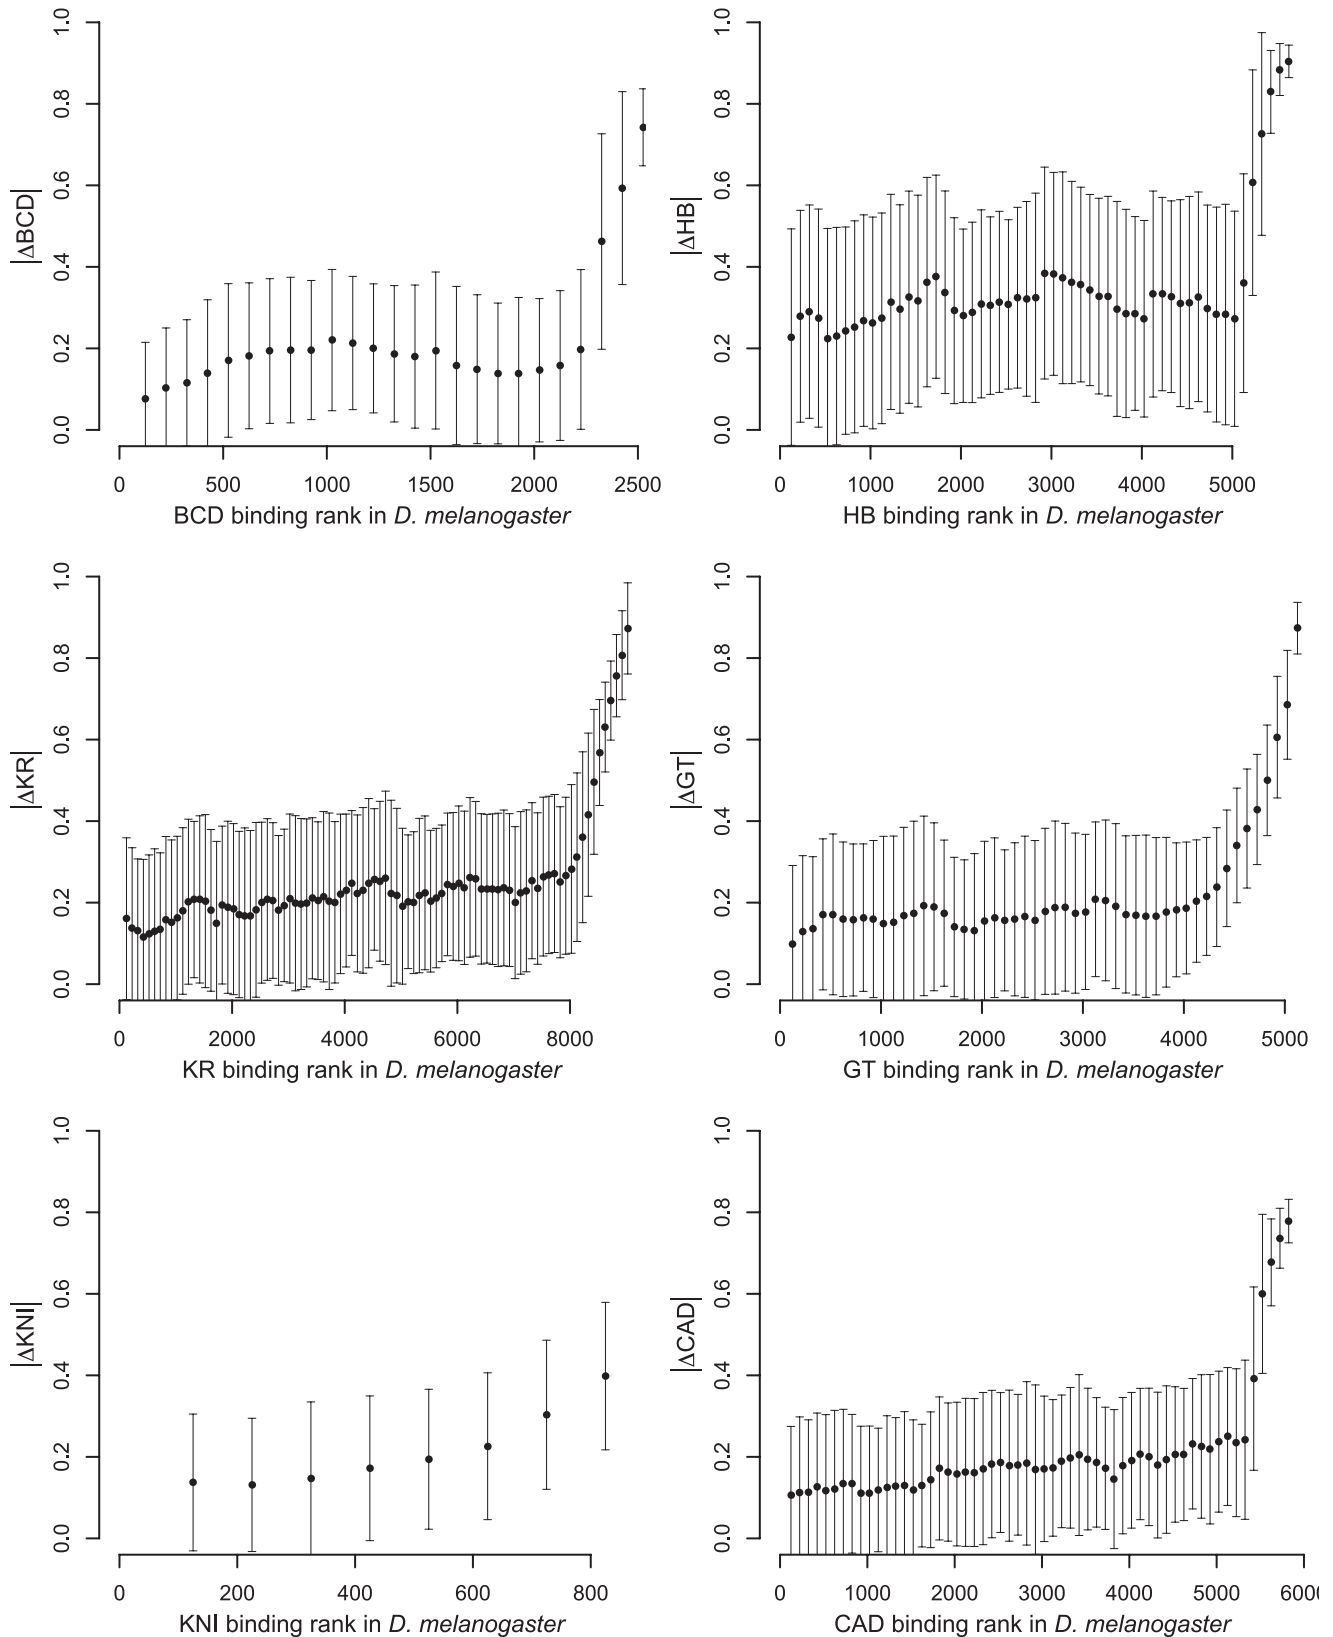 |ΔBCD|
0.0 0.2 0.4 0.6 0.8 1.0
0 500 1000 1500 2000 2500
BCD binding rank in D. melanogaster
|ΔHB|
0.0 0.2 0.4 0.6 0.8 1.0
0 1000 2000 3000 4000 5000
HB binding rank in D. melanogaster
|ΔKR|
0.0 0.2 0.4 0.6 0.8 1.0
0 2000 4000 6000 8000
KR binding rank in D. melanogaster
|ΔGT|
0.0 0.2 0.4 0.6 0.8 1.0
0 1000 2000 3000 4000 5000
GT binding rank in D. melanogaster
|ΔKNI|
0.0 0.2 0.4 0.6 0.8 1.0
0 200 400 600 800
KNI binding rank in D. melanogaster
|ΔCAD|
0.0 0.2 0.4 0.6 0.8 1.0
0 1000 2000 3000 4000 5000 6000
CAD binding rank in D. melanogaster